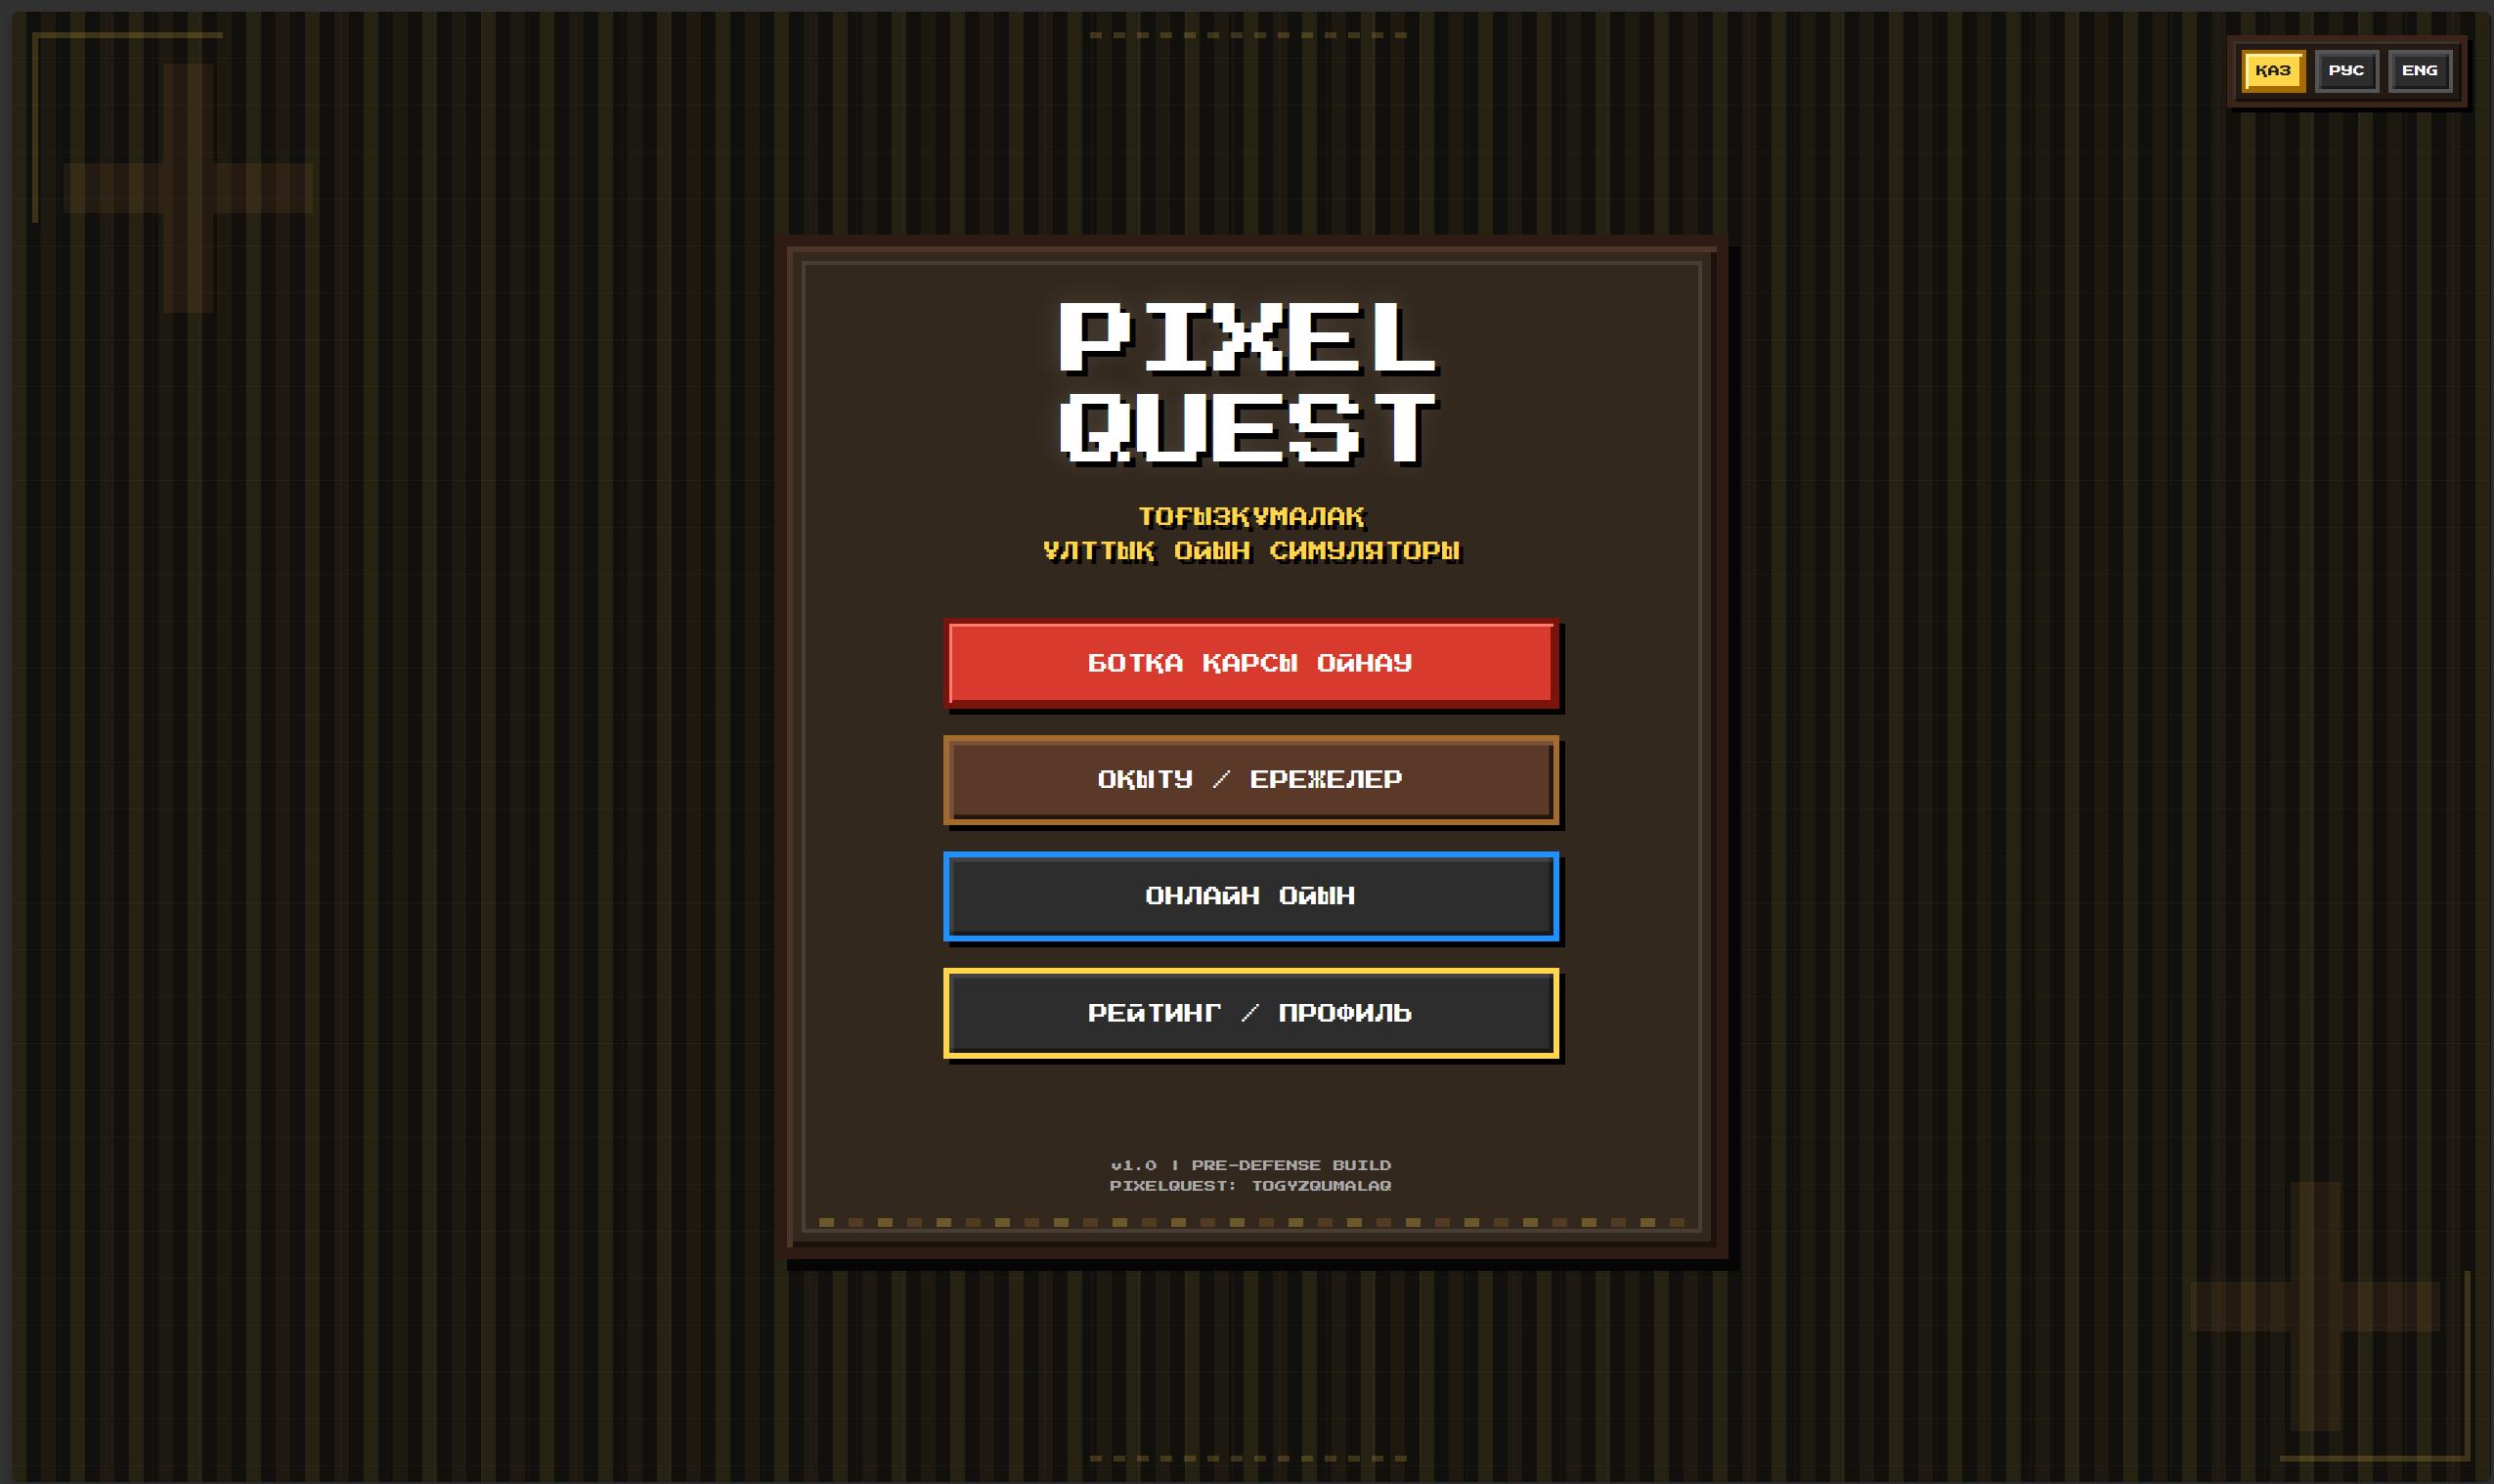 ҚАЗ РУС ENG
PIXEL
QUEST
ТОҒЫЗҚҰМАЛАҚ
ҰЛТТЫҚ ОЙЫН СИМУЛЯТОРЫ
БОТҚА ҚАРСЫ ОЙНАУ
ОҚЫТУ / ЕРЕЖЕЛЕР
ОНЛАЙН ОЙЫН
РЕЙТИНГ / ПРОФИЛЬ
v1.0 | PRE-DEFENSE BUILD
PIXELQUEST: TOGYZQUMALAQ